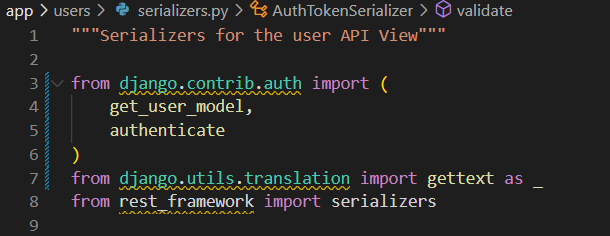 app > users > serializers.py > AuthTokenSerializer > validate
1 """Serializers for the user API View"""
2
3 from django.contrib.auth import (
4     get_user_model,
5     authenticate
6 )
7 from django.utils.translation import gettext as _
8 from rest_framework import serializers
9